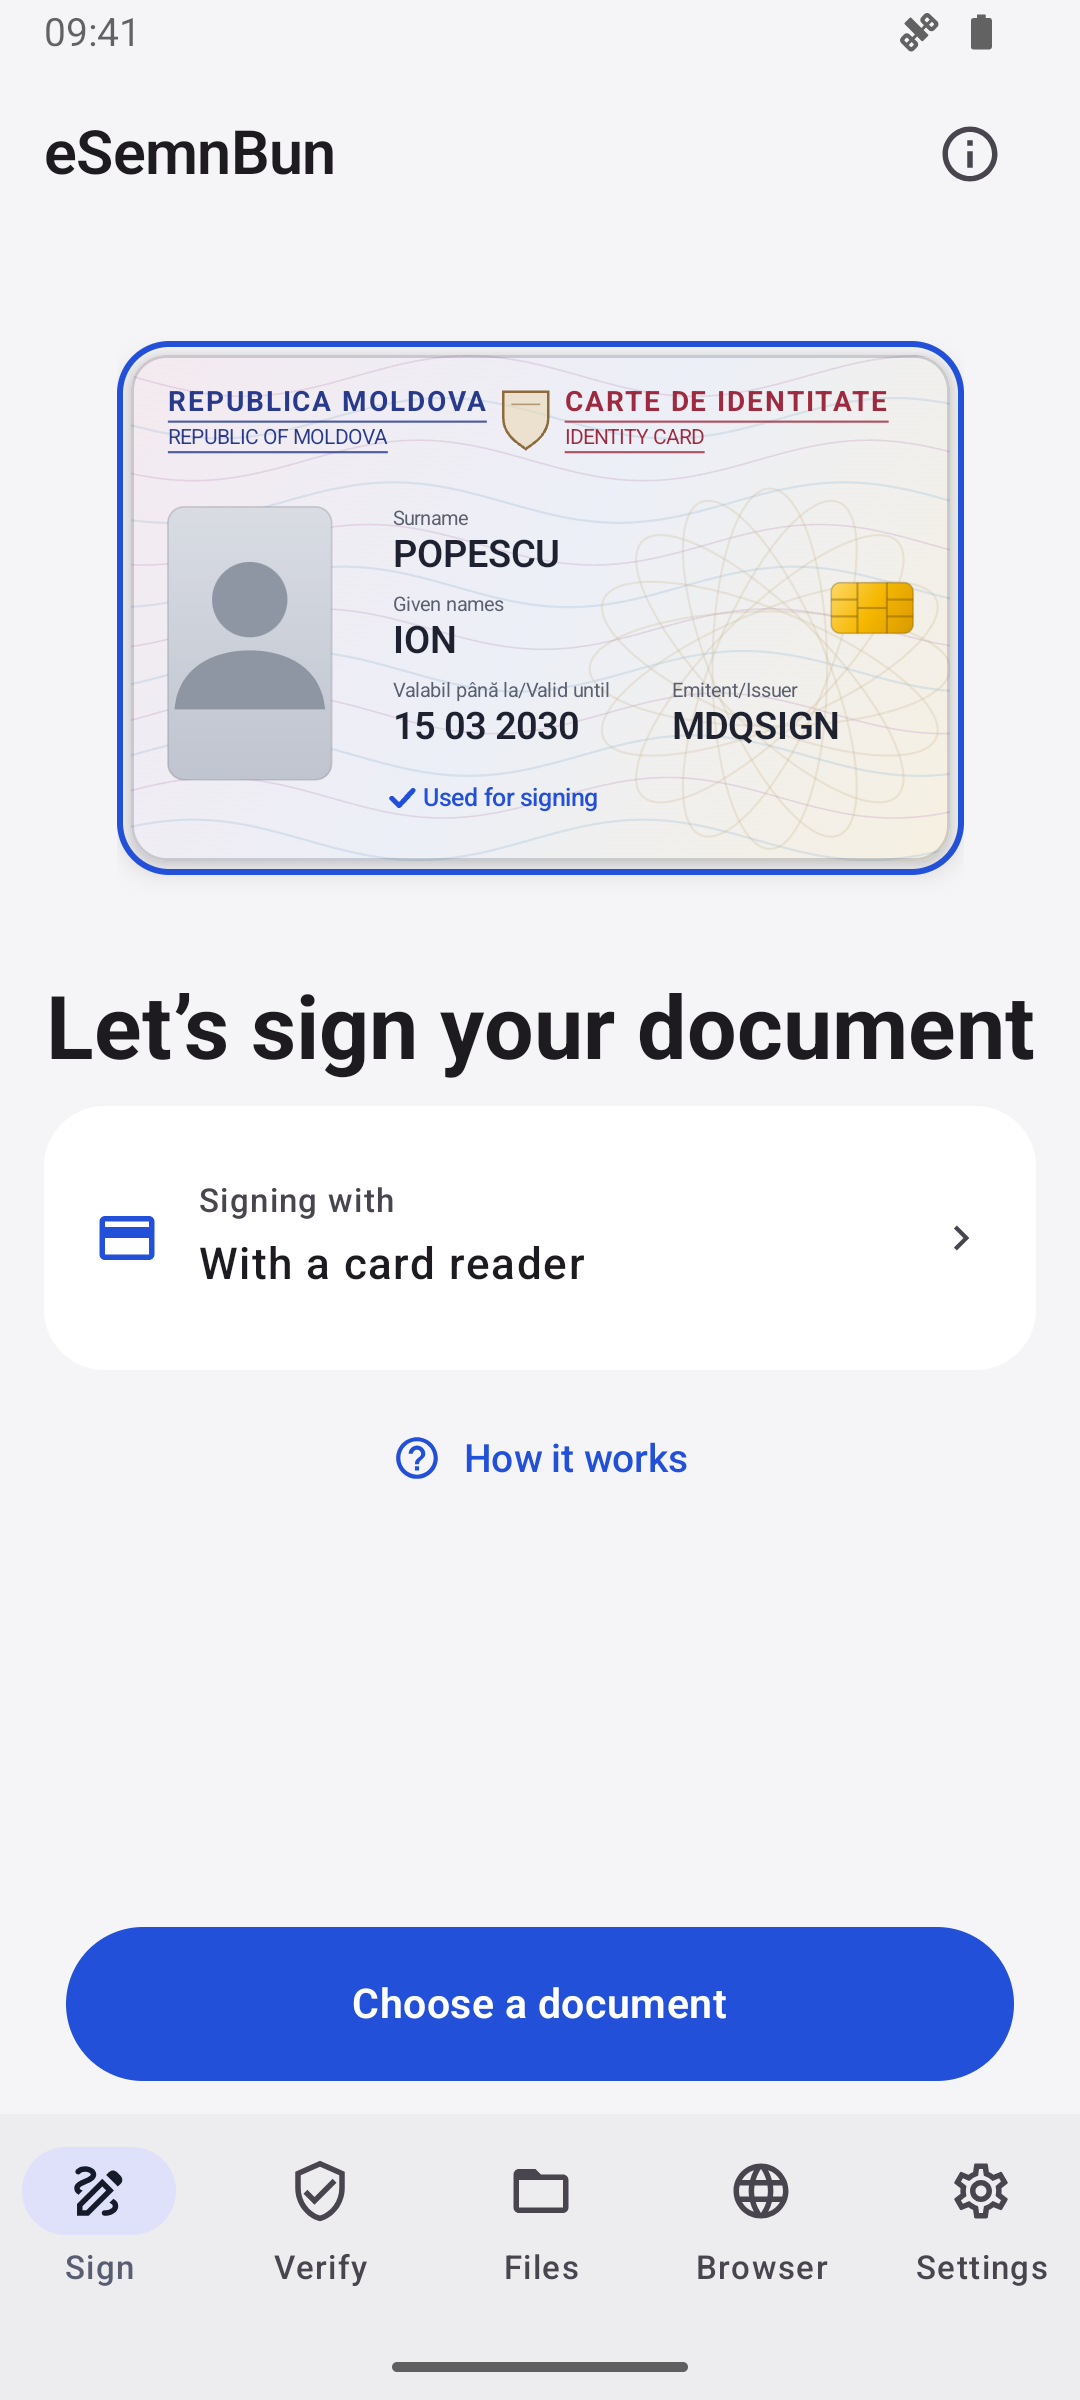 09:41
eSemnBun
REPUBLICA MOLDOVA
CARTE DE IDENTITATE
REPUBLIC OF MOLDOVA
IDENTITY CARD
Surname
POPESCU
Given names
ION
Valabil până la/Valid until
Emitent/Issuer
15 03 2030
MDQSIGN
Used for signing
Let’s sign your document
Signing with
With a card reader
How it works
Choose a document
Sign
Verify
Files
Browser
Settings